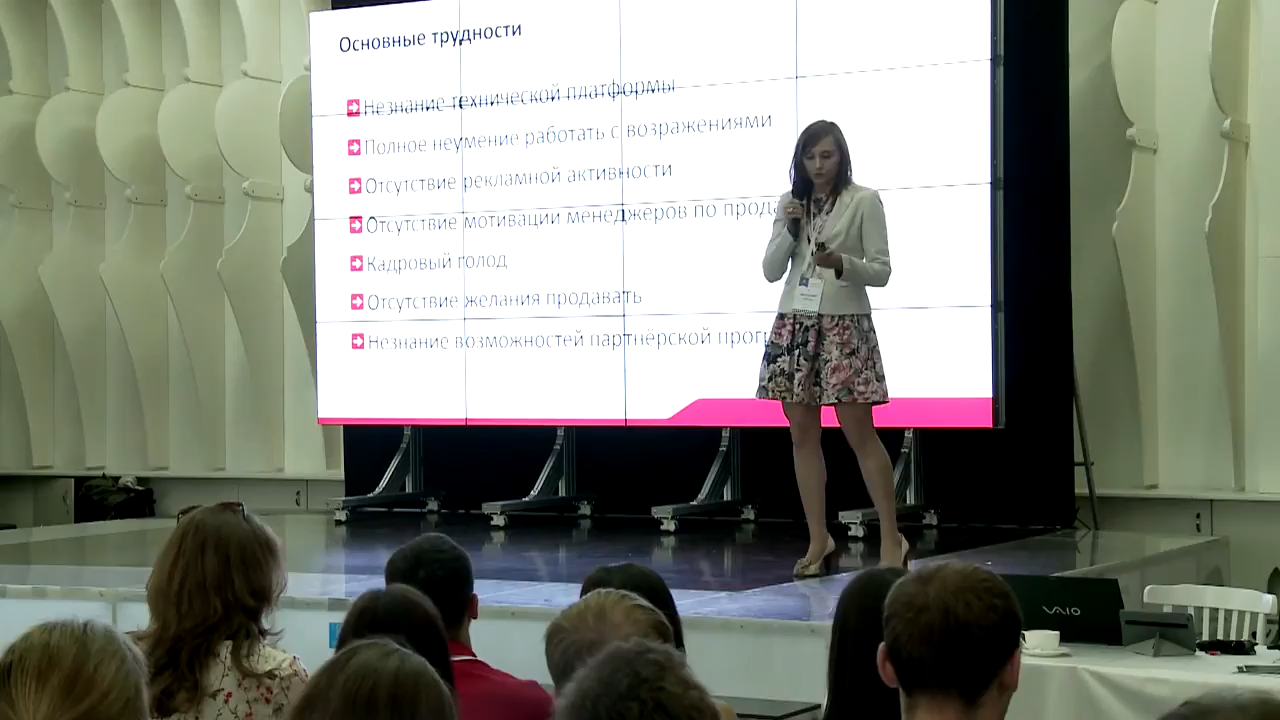 Основные трудности
Незнание технической платформы
Полное неумение работать с возражениями
Отсутствие рекламной активности
Отсутствие мотивации менеджеров по
Кадровый голод
Отсутствие желания продавать
Незнание возможностей партнёрской
VAIO